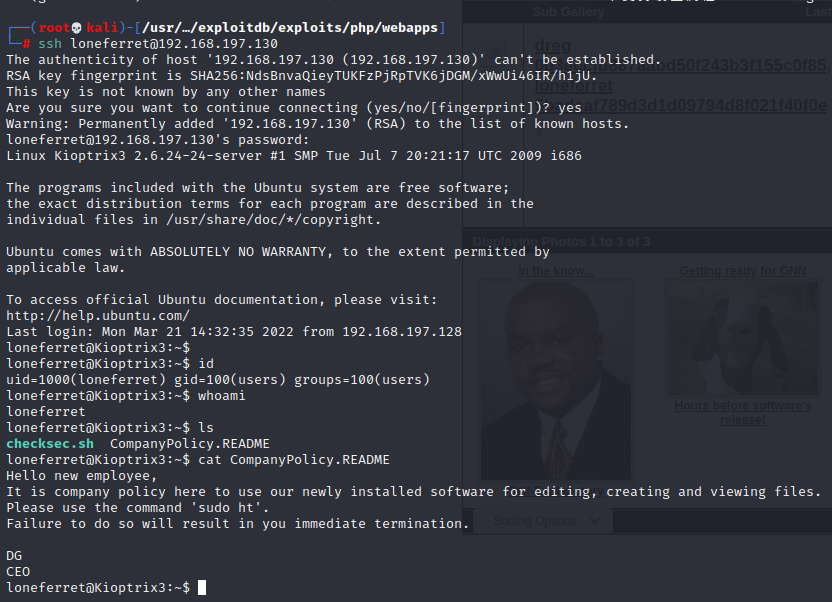 ┌──(root💀kali)-[/usr/…/exploitdb/exploits/php/webapps]
└─# ssh loneferret@192.168.197.130
The authenticity of host '192.168.197.130 (192.168.197.130)' can't be established.
RSA key fingerprint is SHA256:NdsBnvaQieyTUKFzPjRpTVK6jDGM/xWwUi46IR/h1jU.
This key is not known by any other names
Are you sure you want to continue connecting (yes/no/[fingerprint])? yes
Warning: Permanently added '192.168.197.130' (RSA) to the list of known hosts.
loneferret@192.168.197.130's password:
Linux Kioptrix3 2.6.24-24-server #1 SMP Tue Jul 7 20:21:17 UTC 2009 i686
The programs included with the Ubuntu system are free software;
the exact distribution terms for each program are described in the
individual files in /usr/share/doc/*/copyright.
Ubuntu comes with ABSOLUTELY NO WARRANTY, to the extent permitted by
applicable law.
To access official Ubuntu documentation, please visit:
http://help.ubuntu.com/
Last login: Mon Mar 21 14:32:35 2022 from 192.168.197.128
loneferret@Kioptrix3:~$
loneferret@Kioptrix3:~$ id
uid=1000(loneferret) gid=100(users) groups=100(users)
loneferret@Kioptrix3:~$ whoami
loneferret
loneferret@Kioptrix3:~$ ls
checksec.sh  CompanyPolicy.README
loneferret@Kioptrix3:~$ cat CompanyPolicy.README
Hello new employee,
It is company policy here to use our newly installed software for editing, creating and viewing files.
Please use the command 'sudo ht'.
Failure to do so will result in you immediate termination.
DG
CEO
loneferret@Kioptrix3:~$
Sub Gallery
dreg
loneferret
Displaying Photos 1 to 3 of 3
In the know...
Getting ready for GNN
Hours before software's
release!
- Sorting Options -